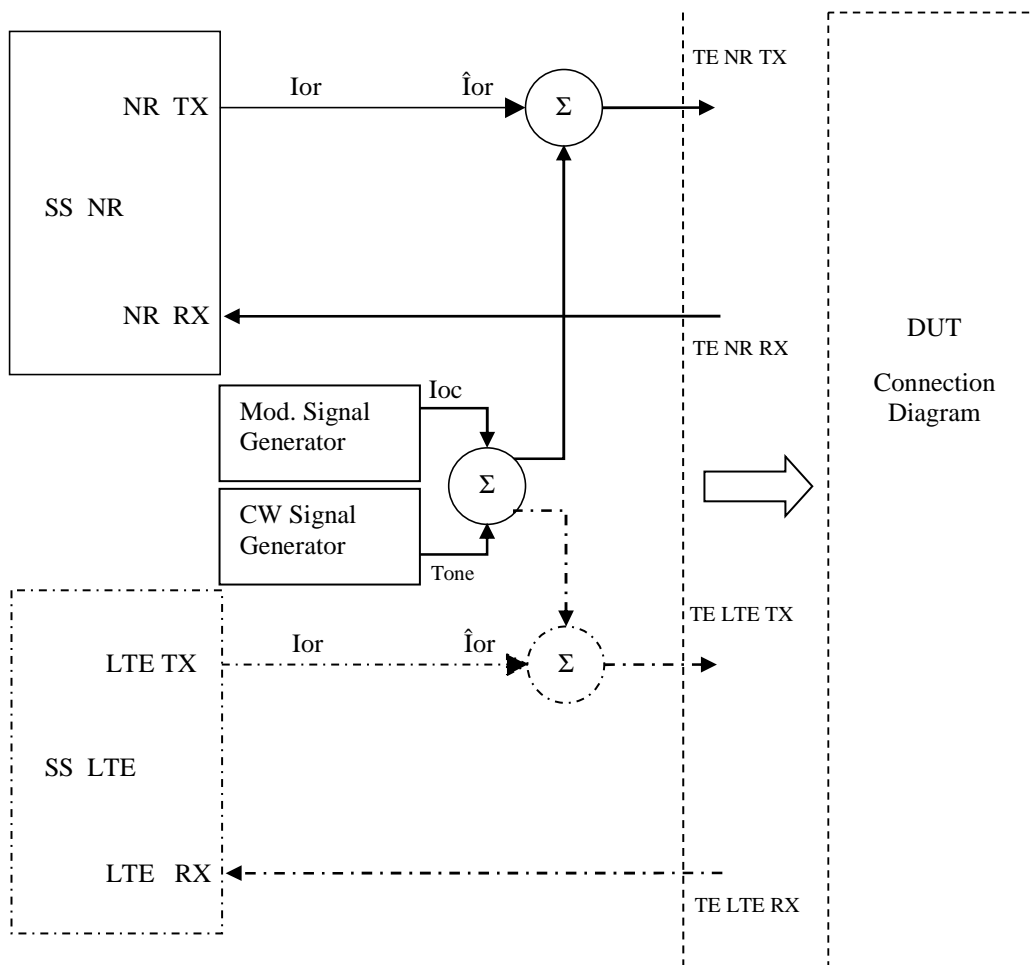 TE NR TX
NR TX
Ior
Îor
Σ
SS NR
NR RX
TE NR RX
DUT
Connection
Diagram
Ioc
Mod. Signal
Generator
Σ
CW Signal
Generator
Tone
TE LTE TX
LTE TX
Ior
Îor
Σ
SS LTE
LTE RX
TE LTE RX